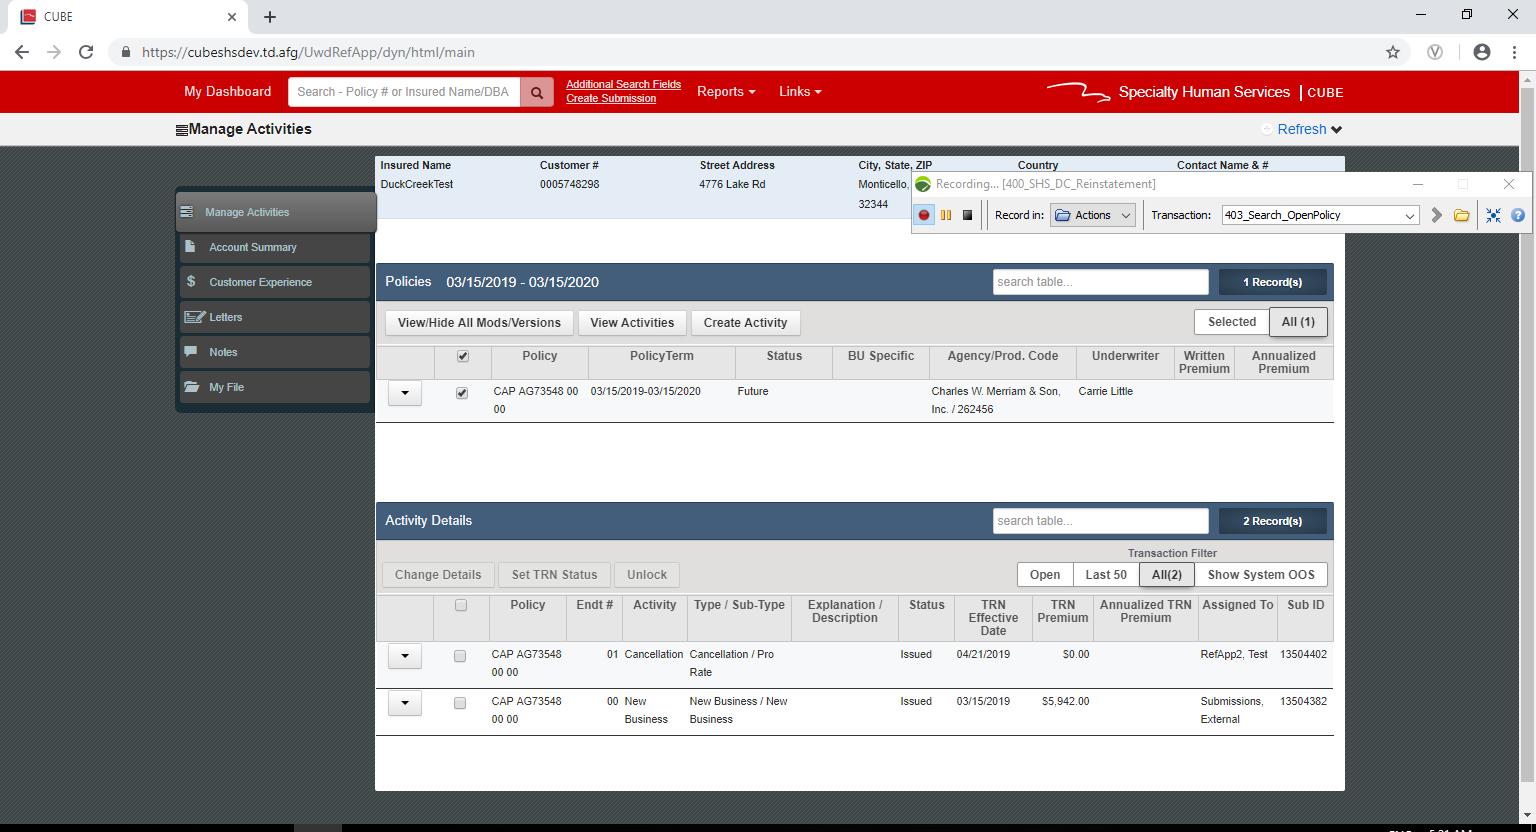 CUBE
https://cubeshsdev.td.afg/UwdRefApp/dyn/html/main
My Dashboard
Search - Policy # or Insured Name/DBA
Additional Search Fields
Create Submission
Reports
Links
Specialty Human Services | CUBE
Manage Activities
Refresh
Insured Name Customer # Street Address City, State, ZIP Country Contact Name & #
DuckCreekTest 0005748298 4776 Lake Rd Monticello,
32344
Recording... [400_SHS_DC_Reinstatement]
Record in: Actions Transaction: 403_Search_OpenPolicy
Manage Activities
Account Summary
Customer Experience
Letters
Notes
My File
Policies 03/15/2019 - 03/15/2020 search table... 1 Record(s)
View/Hide All Mods/Versions View Activities Create Activity Selected All (1)
Policy PolicyTerm Status BU Specific Agency/Prod. Code Underwriter Written Annualized
Premium Premium
CAP AG73548 00 03/15/2019-03/15/2020 Future Charles W. Merriam & Son, Carrie Little
00 Inc. / 262456
Activity Details search table... 2 Record(s)
Transaction Filter
Change Details Set TRN Status Unlock Open Last 50 All(2) Show System OOS
Policy Endt # Activity Type / Sub-Type Explanation / Status TRN TRN Annualized TRN Assigned To Sub ID
Description Effective Premium Premium
Date
CAP AG73548 01 Cancellation Cancellation / Pro Issued 04/21/2019 $0.00 RefApp2, Test 13504402
00 00 Rate
CAP AG73548 00 New New Business / New Issued 03/15/2019 $5,942.00 Submissions, 13504382
00 00 Business Business External